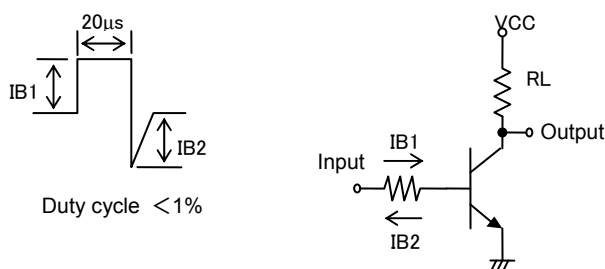 20μs
IB1
IB2
Duty cycle <1%
VCC
RL
Output
IB1
Input
IB2